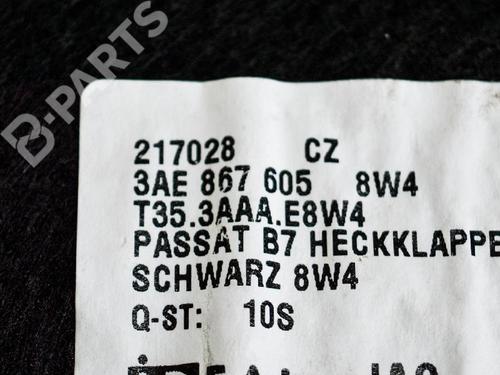 B-PARTS
217028 CZ
3AE 867 605 8W4
T35.3AAA.E8W4
PASSAT B7 HECKKLAPPE
SCHWARZ 8W4
Q-ST: 10S